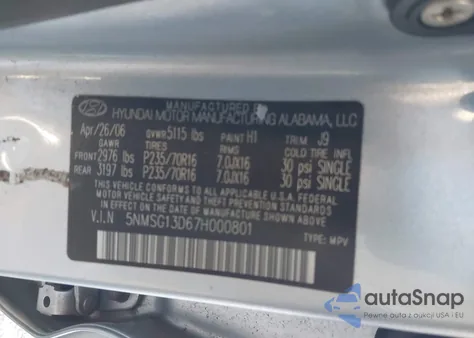 MANUFACTURED BY
HYUNDAI MOTOR MANUFACTURING ALABAMA, LLC
Apr/26/06 GVWR 5115 lbs PAINT H1 TRIM J9
GAWR TIRES RIMS COLD TIRE INFL.
FRONT 2976 lbs P235/70R16 7.0JX16 30 psi SINGLE
REAR 3197 lbs P235/70R16 7.0JX16 30 psi SINGLE
THIS VEHICLE CONFORMS TO ALL APPLICABLE
U.S.A. FEDERAL MOTOR VEHICLE SAFETY, BUMPER,
AND THEFT PREVENTION STANDARDS IN EFFECT ON
THE DATE OF MANUFACTURE SHOWN ABOVE.
V.I.N 5NMSG13D67H000801
TYPE: MPV
autaSnap
Pewne auta z USA